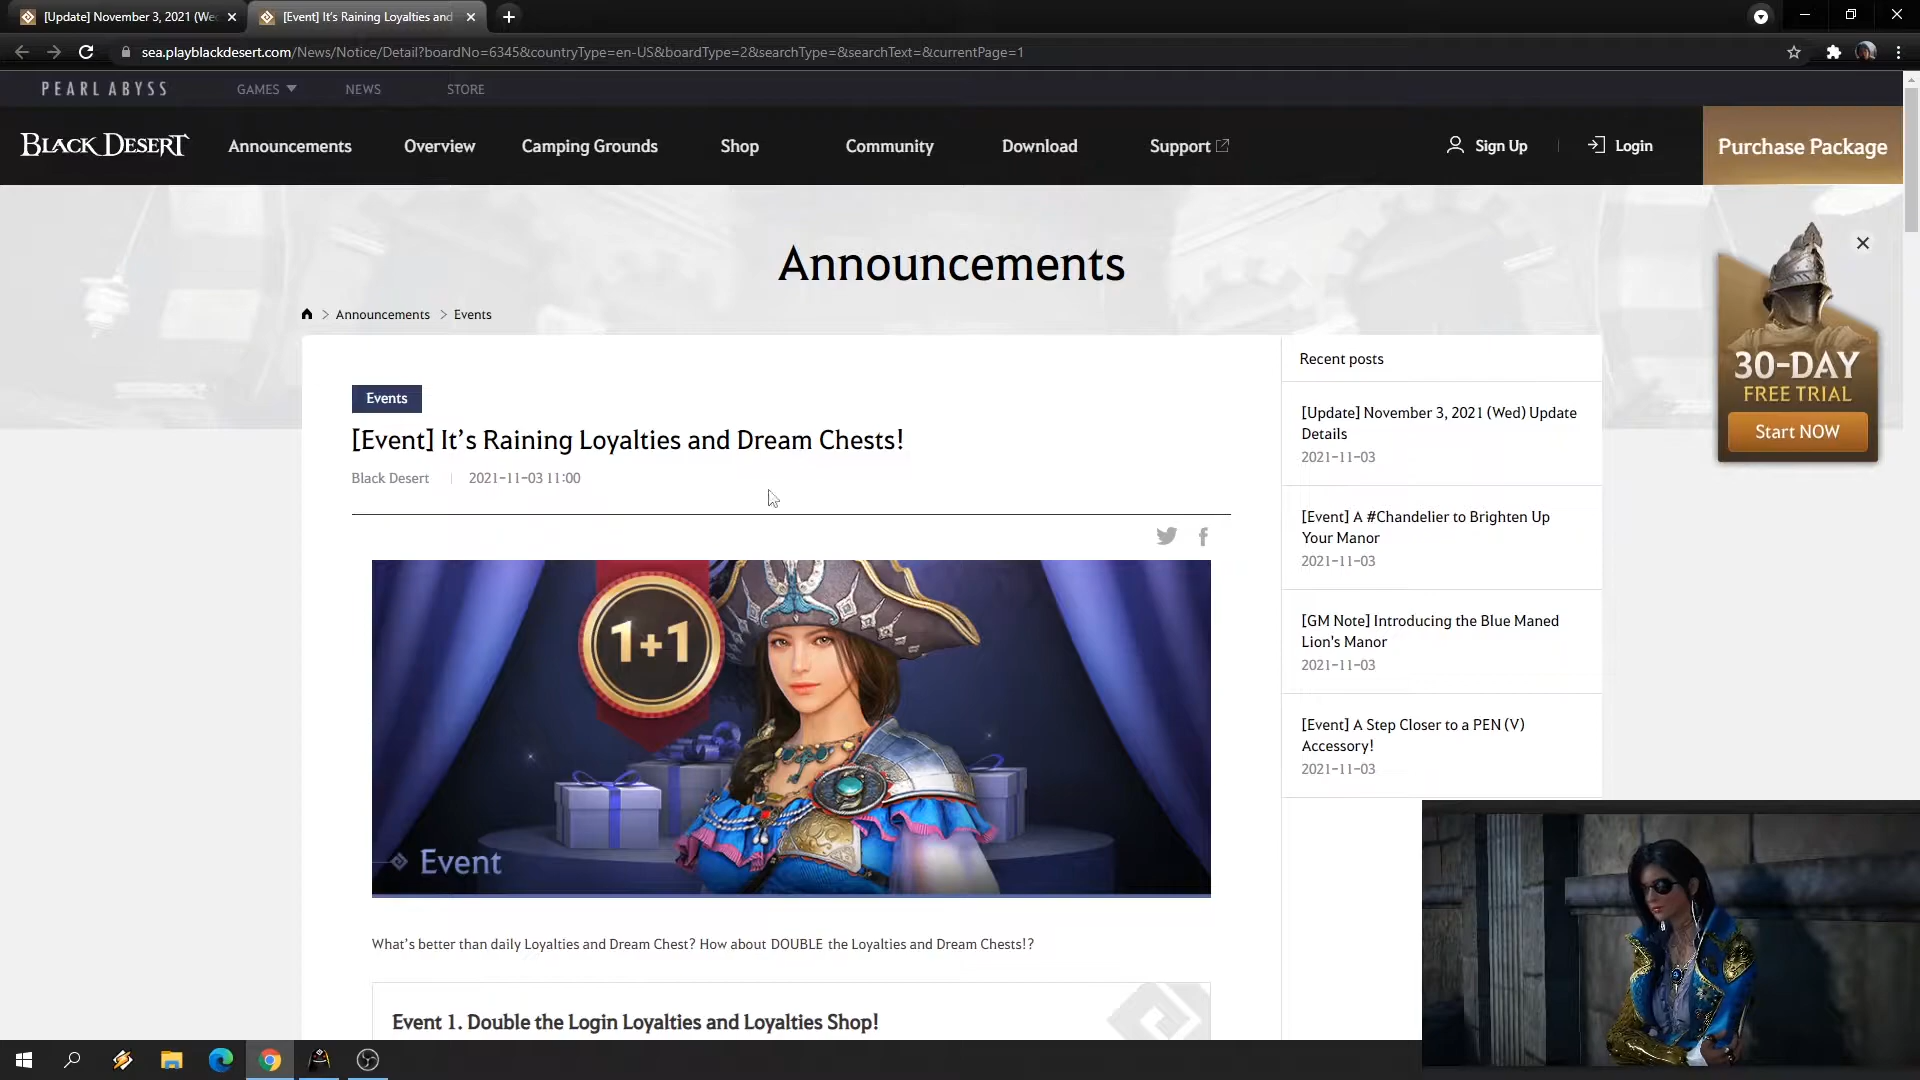 [Update] November 3, 2021 (We
[Event] It's Raining Loyalties and
sea.playblackdesert.com/News/Notice/Detail?boardNo=6345&countryType=en-US&boardType=2&searchType=&searchText=&currentPage=1
PEARL ABYSS
GAMES
NEWS
STORE
BLACK DESERT
Announcements
Overview
Camping Grounds
Shop
Community
Download
Support
Sign Up
Login
Purchase Package
Announcements
Announcements > Events
Events
[Event] It’s Raining Loyalties and Dream Chests!
Black Desert
2021-11-03 11:00
1+1
Event
What’s better than daily Loyalties and Dream Chest? How about DOUBLE the Loyalties and Dream Chests!?
Event 1. Double the Login Loyalties and Loyalties Shop!
Recent posts
[Update] November 3, 2021 (Wed) Update
Details
2021-11-03
[Event] A #Chandelier to Brighten Up
Your Manor
2021-11-03
[GM Note] Introducing the Blue Maned
Lion's Manor
2021-11-03
[Event] A Step Closer to a PEN (V)
Accessory!
2021-11-03
30-DAY
FREE TRIAL
Start NOW